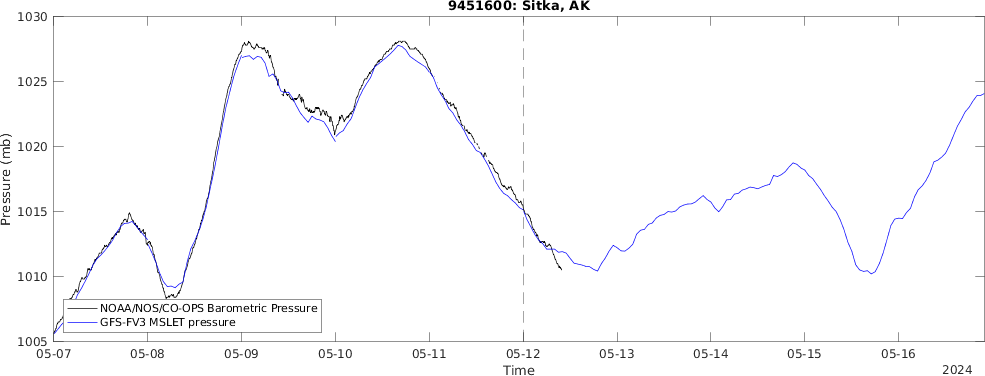 9451600: Sitka, AK
Pressure (mb)
1030
1025
1020
1015
1010
1005
NOAA/NOS/CO-OPS Barometric Pressure
GFS-FV3 MSLET pressure
05-07 05-08 05-09 05-10 05-11 05-12 05-13 05-14 05-15 05-16
Time
2024